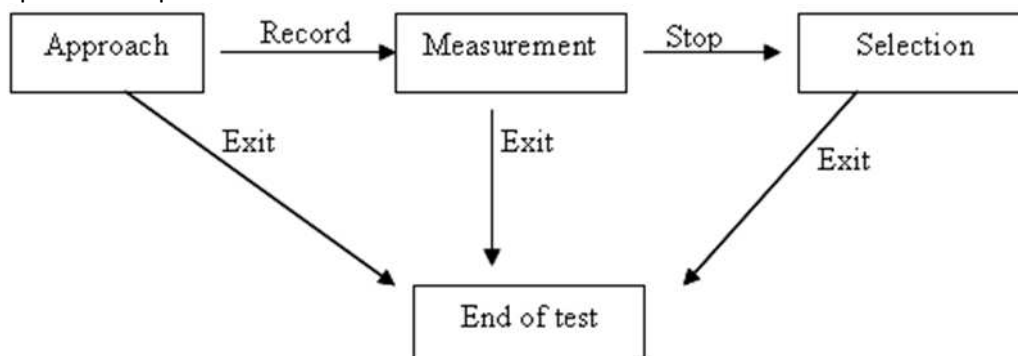 Approach
Record
Measurement
Stop
Selection
Exit
Exit
Exit
End of test